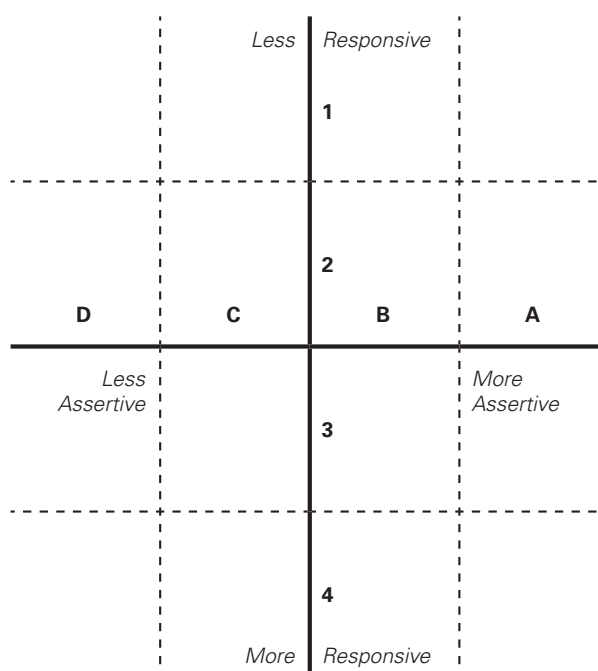 Less Responsive
1
2
D C B A
Less More
Assertive Assertive
3
4
More Responsive